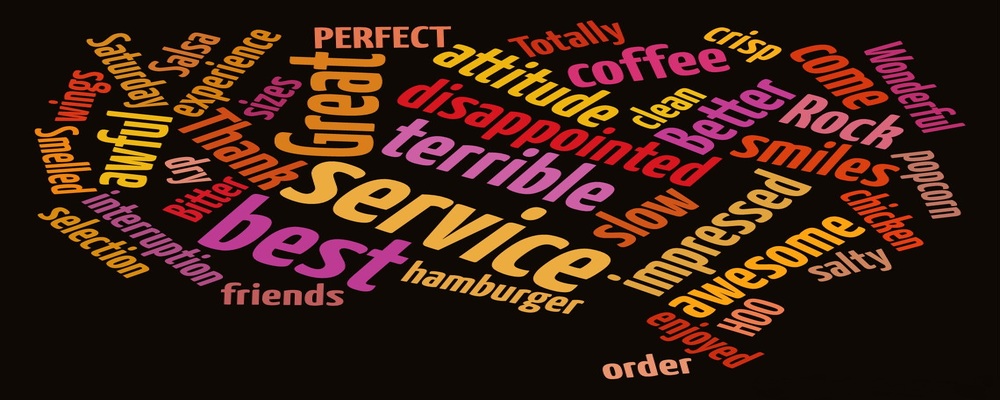 PERFECT
Totally
crisp
Saturday
Salsa
experience
Great
attitude
coffee
come
Wonderful
wings
sizes
disappointed
clean
Better
Rock
Smelled
awful
Thank
terrible
smiles
popcorn
dry
Bitter
service
slow
impressed
chicken
selection
interruption
best
awesome
salty
friends
hamburger
HOO
enjoyed
order